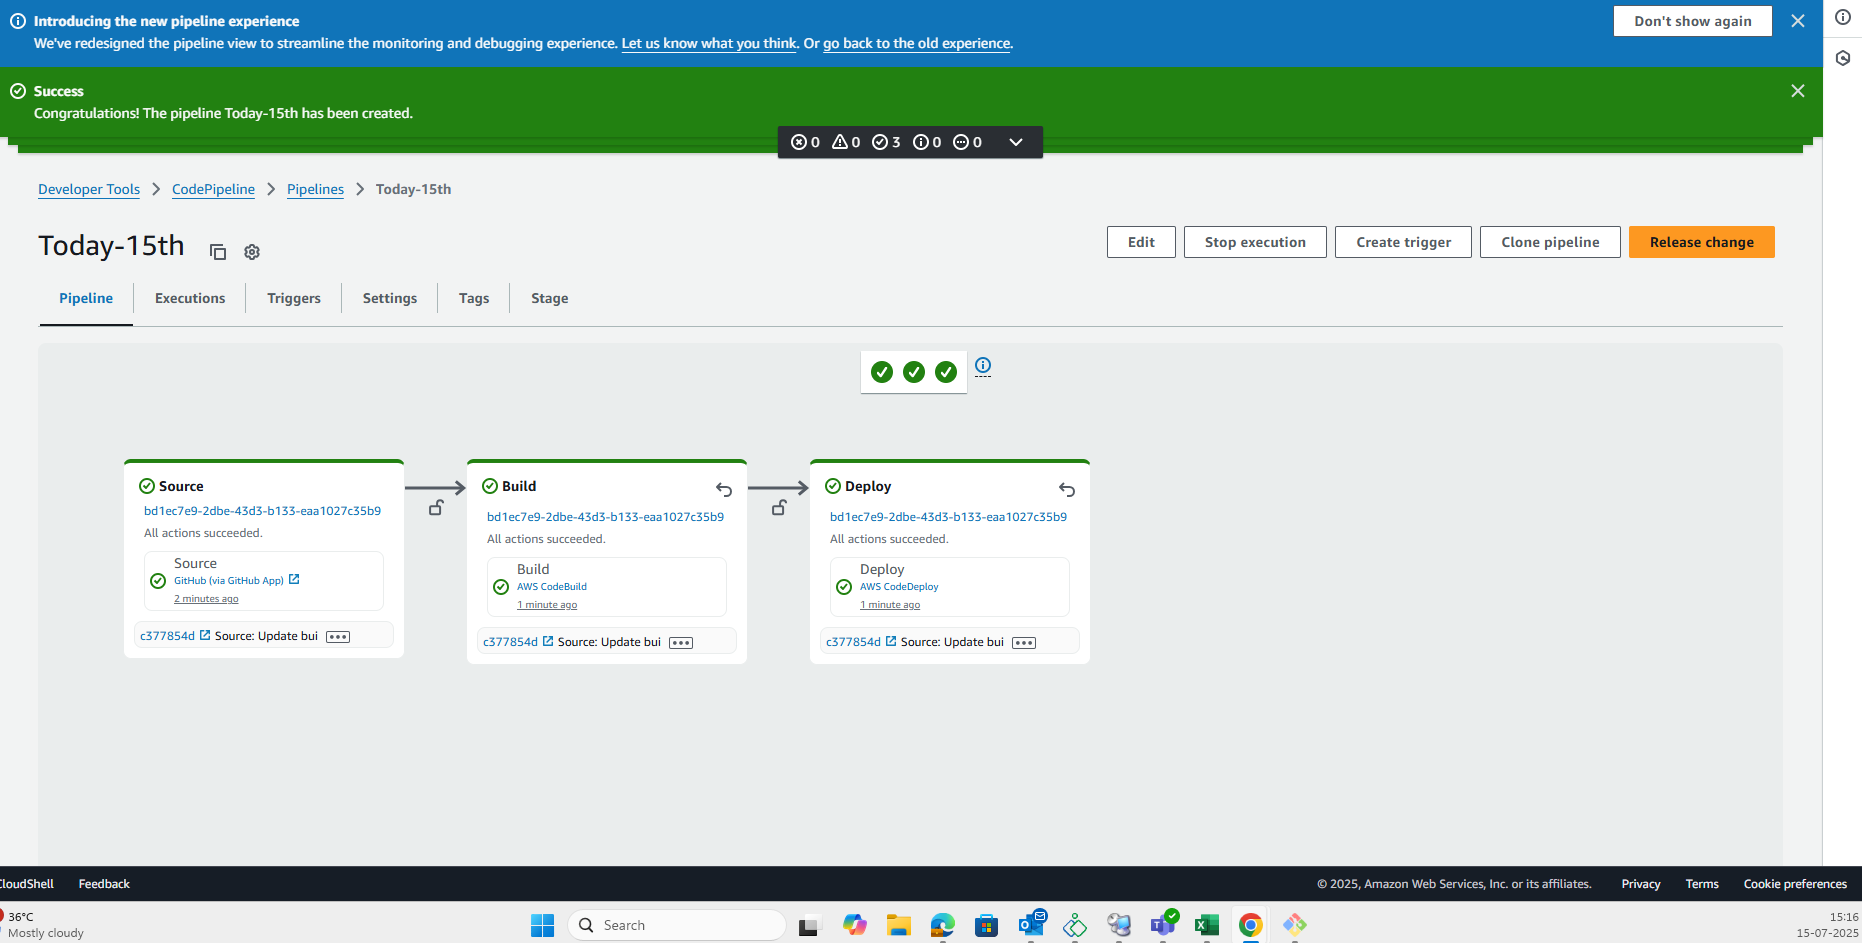 Introducing the new pipeline experience
Don't show again
We've redesigned the pipeline view to streamline the monitoring and debugging experience. Let us know what you think. Or go back to the old experience.
Success
Congratulations! The pipeline Today-15th has been created.
0 0 3 0 0
Developer Tools > CodePipeline > Pipelines > Today-15th
Today-15th
Edit
Stop execution
Create trigger
Clone pipeline
Release change
Pipeline
Executions
Triggers
Settings
Tags
Stage
Source
bd1ec7e9-2dbe-43d3-b133-eaa1027c35b9
All actions succeeded.
Source
GitHub (via GitHub App)
2 minutes ago
c377854d Source: Update bui
Build
bd1ec7e9-2dbe-43d3-b133-eaa1027c35b9
All actions succeeded.
Build
AWS CodeBuild
1 minute ago
c377854d Source: Update bui
Deploy
bd1ec7e9-2dbe-43d3-b133-eaa1027c35b9
All actions succeeded.
Deploy
AWS CodeDeploy
1 minute ago
c377854d Source: Update bui
CloudShell
Feedback
© 2025, Amazon Web Services, Inc. or its affiliates.
Privacy
Terms
Cookie preferences
36°C
Mostly cloudy
Search
15:16
15-07-2025